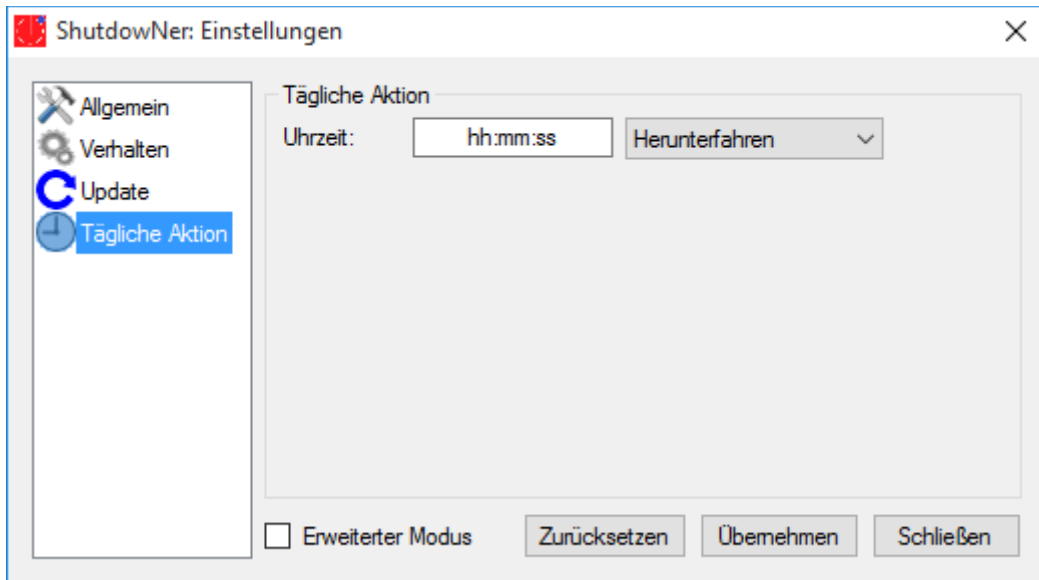 ShutdowNer: Einstellungen
Allgemein
Verhalten
Update
Tägliche Aktion
Tägliche Aktion
Uhrzeit: hh:mm:ss Herunterfahren
Erweiterter Modus Zurücksetzen Übernehmen Schließen